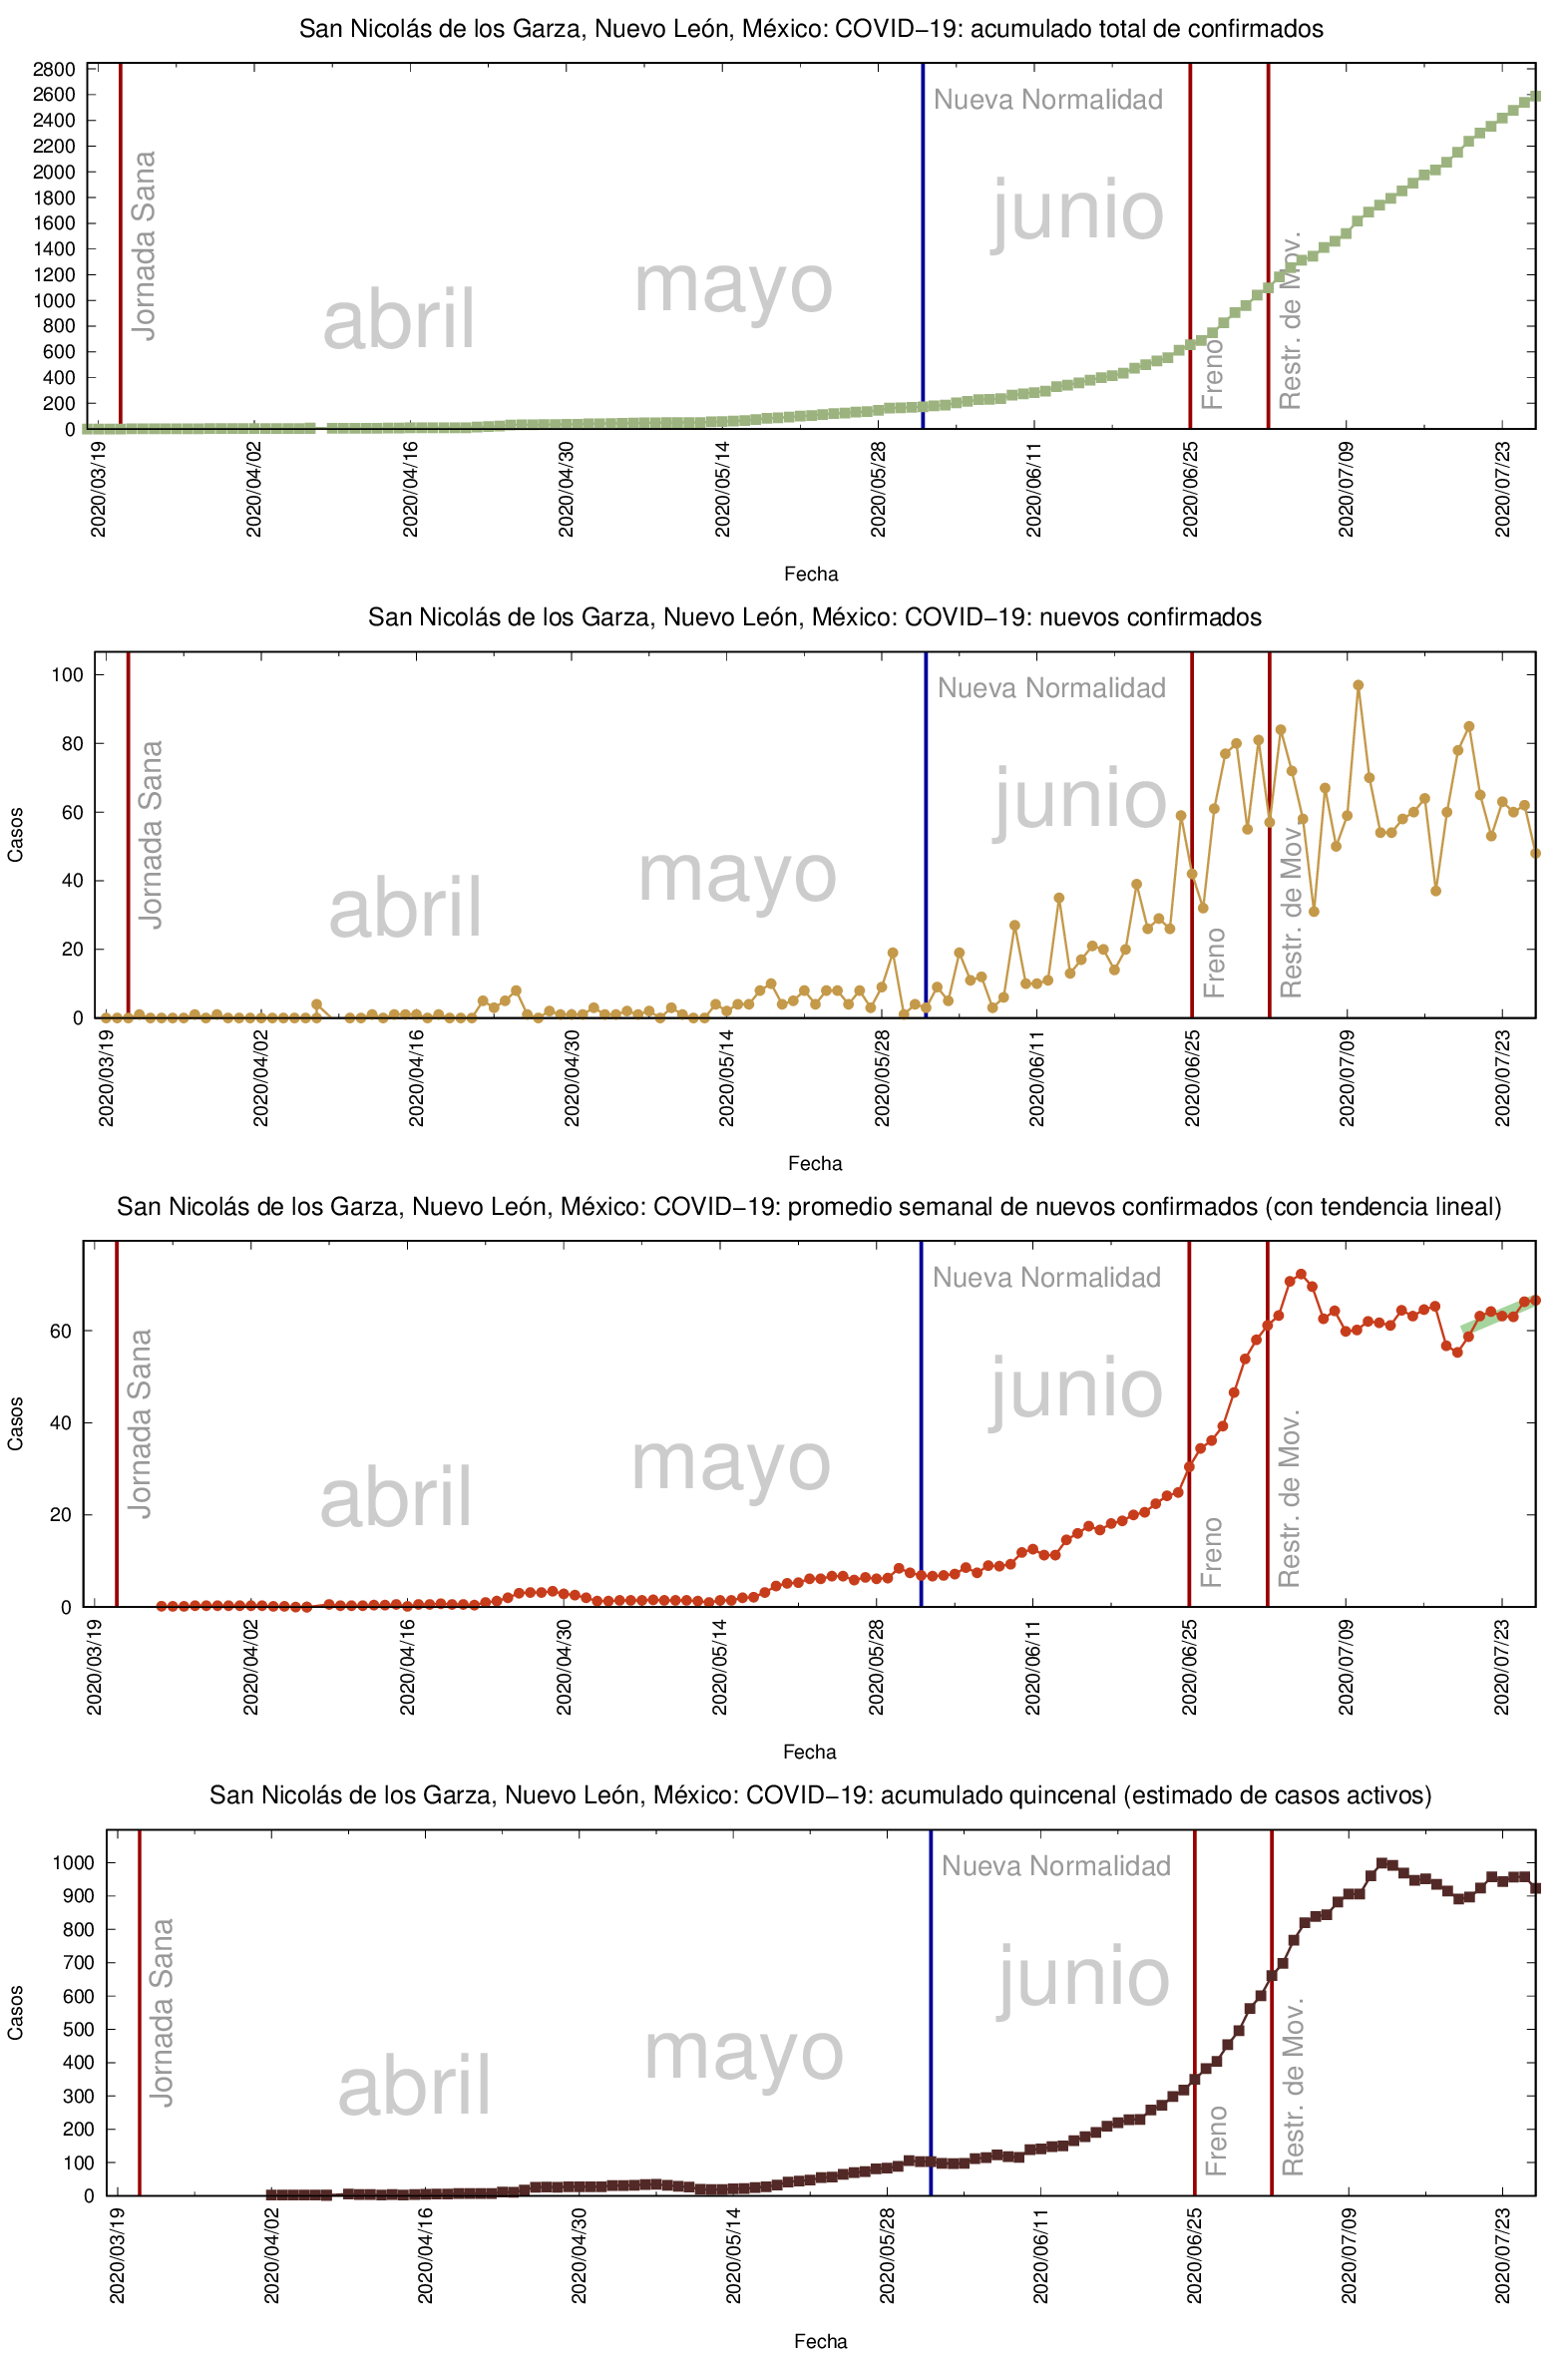 San Nicolás de los Garza, Nuevo León, México: COVID−19: acumulado total de confirmados
2800
2600
2400
2200
2000
1800
1600
1400
1200
1000
800
600
400
200
0
Jornada Sana
abril
mayo
Nueva Normalidad
junio
Freno
Restr. de Mov.
2020/03/19
2020/04/02
2020/04/16
2020/04/30
2020/05/14
2020/05/28
2020/06/11
2020/06/25
2020/07/09
2020/07/23
Fecha
San Nicolás de los Garza, Nuevo León, México: COVID−19: nuevos confirmados
Casos
100
80
60
40
20
0
Jornada Sana
abril
mayo
Nueva Normalidad
junio
Freno
Restr. de Mov.
2020/03/19
2020/04/02
2020/04/16
2020/04/30
2020/05/14
2020/05/28
2020/06/11
2020/06/25
2020/07/09
2020/07/23
Fecha
San Nicolás de los Garza, Nuevo León, México: COVID−19: promedio semanal de nuevos confirmados (con tendencia lineal)
Casos
60
40
20
0
Jornada Sana
abril
mayo
Nueva Normalidad
junio
Freno
Restr. de Mov.
2020/03/19
2020/04/02
2020/04/16
2020/04/30
2020/05/14
2020/05/28
2020/06/11
2020/06/25
2020/07/09
2020/07/23
Fecha
San Nicolás de los Garza, Nuevo León, México: COVID−19: acumulado quincenal (estimado de casos activos)
Casos
1000
900
800
700
600
500
400
300
200
100
0
Jornada Sana
abril
mayo
Nueva Normalidad
junio
Freno
Restr. de Mov.
2020/03/19
2020/04/02
2020/04/16
2020/04/30
2020/05/14
2020/05/28
2020/06/11
2020/06/25
2020/07/09
2020/07/23
Fecha